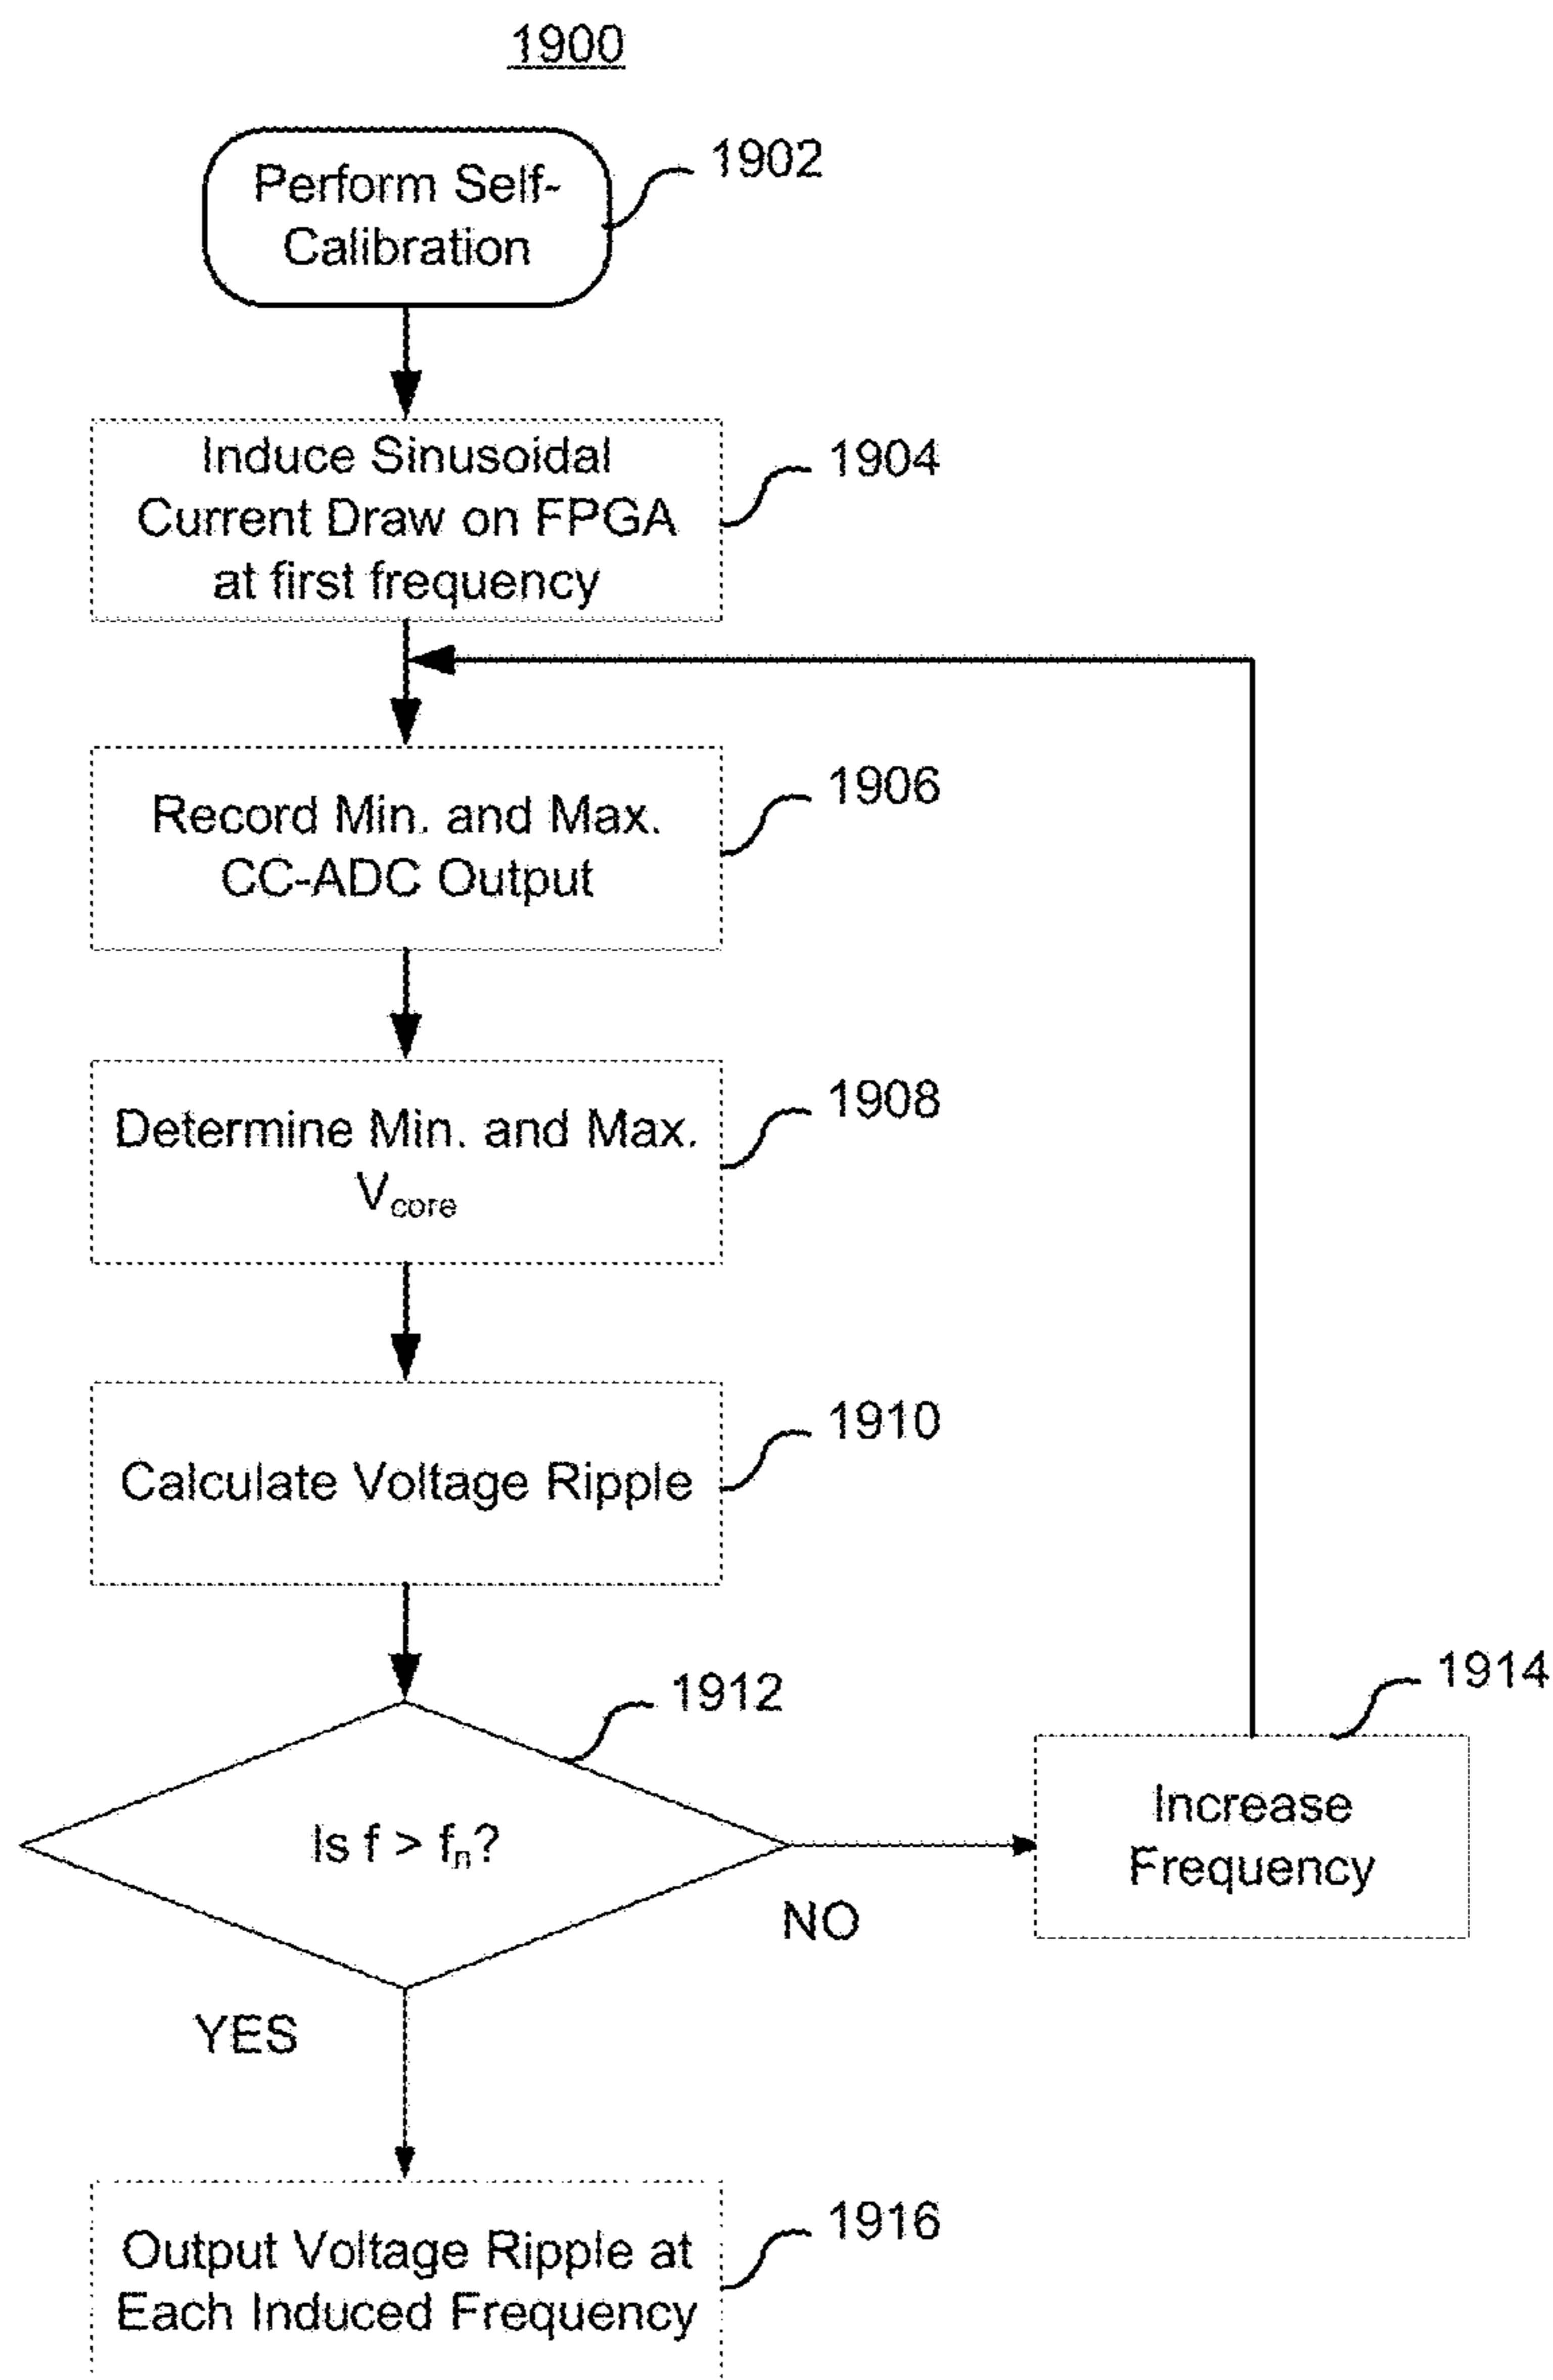 1900
Perform Self-
Calibration
1902
Induce Sinusoidal
Current Draw on FPGA
at first frequency
1904
Record Min. and Max.
CC-ADC Output
1906
Determine Min. and Max.
Vcore
1908
Calculate Voltage Ripple
1910
Is f > fn?
1912
NO
Increase
Frequency
1914
YES
Output Voltage Ripple at
Each Induced Frequency
1916